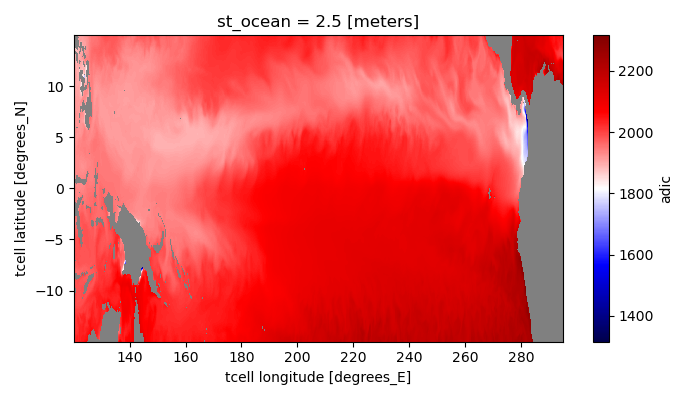 st_ocean = 2.5 [meters]
tcell latitude [degrees_N]
10
5
0
−5
−10
140 160 180 200 220 240 260 280
tcell longitude [degrees_E]
2200
2000
1800
1600
1400
adic